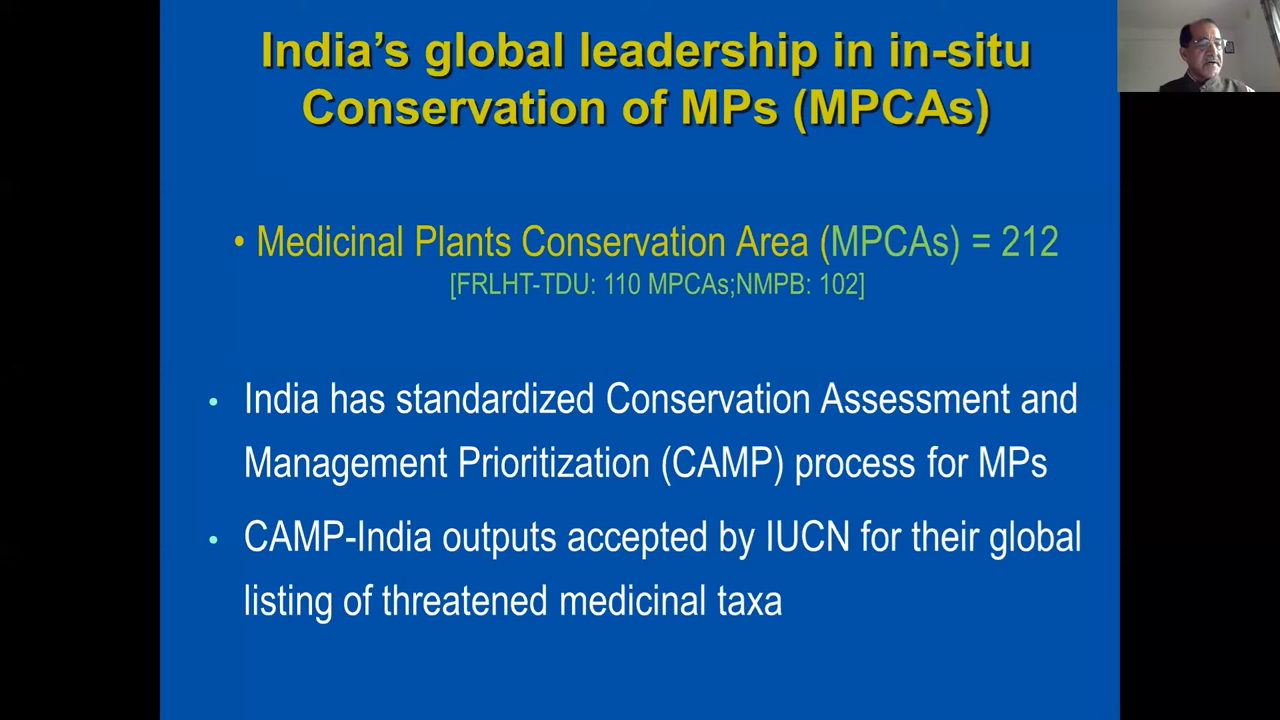 India’s global leadership in in-situ
Conservation of MPs (MPCAs)
• Medicinal Plants Conservation Area (MPCAs) = 212
[FRLHT-TDU: 110 MPCAs;NMPB: 102]
• India has standardized Conservation Assessment and
Management Prioritization (CAMP) process for MPs
• CAMP-India outputs accepted by IUCN for their global
listing of threatened medicinal taxa